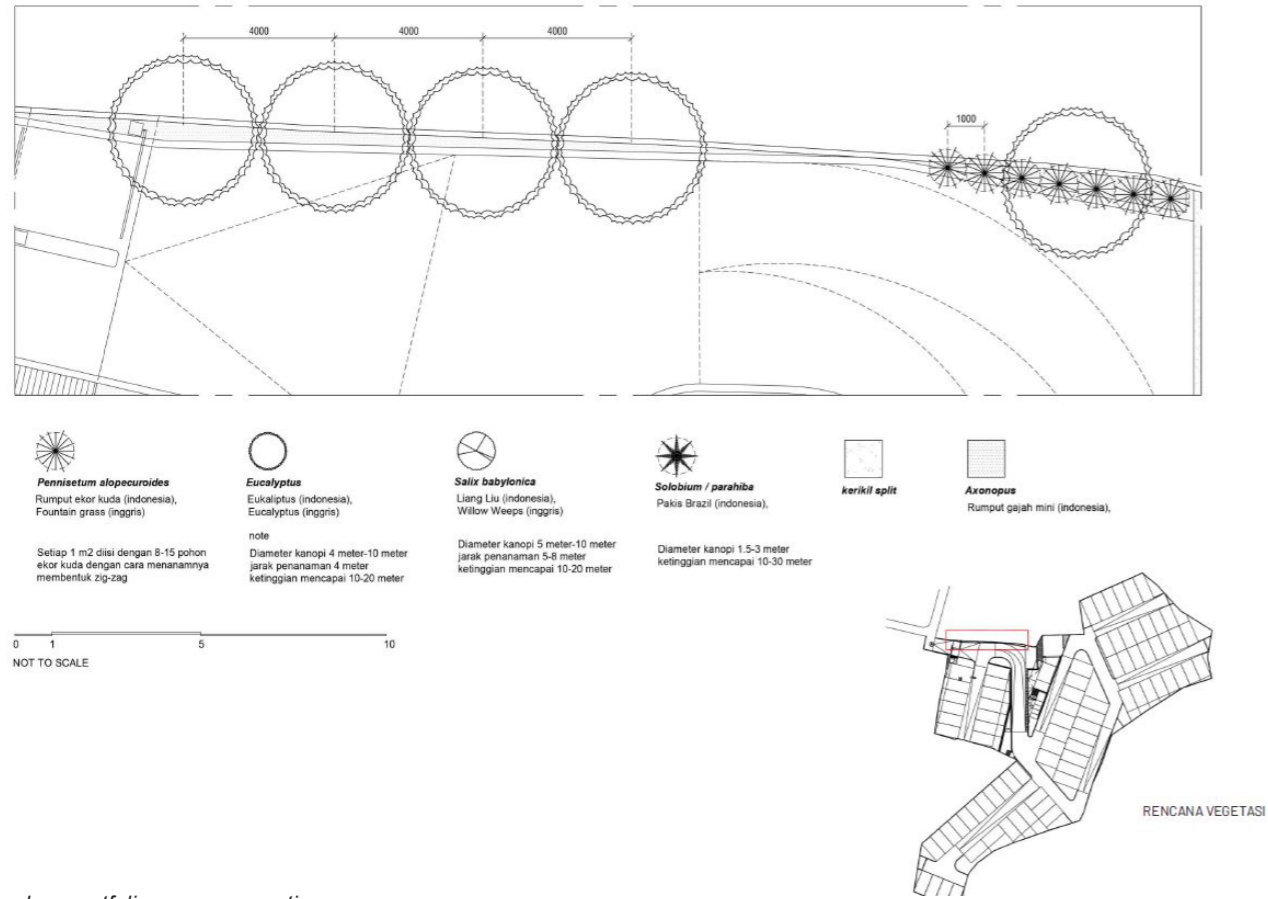 4000
4000
4000
1000
Pennisetum alopecuroides
Rumput ekor kuda (indonesia),
Fountain grass (inggris)
Setiap 1 m2 diisi dengan 8-15 pohon
ekor kuda dengan cara menanamnya
membentuk zig-zag
Eucalyptus
Eukaliptus (indonesia),
Eucalyptus (inggris)
note
Diameter kanopi 4 meter-10 meter
jarak penanaman 4 meter
ketinggian mencapai 10-20 meter
Salix babylonica
Liang Liu (indonesia),
Willow Weeps (inggris)
Diameter kanopi 5 meter-10 meter
jarak penanaman 5-8 meter
ketinggian mencapai 10-20 meter
Solobium / parahiba
Pakis Brazil (indonesia),
Diameter kanopi 1.5-3 meter
ketinggian mencapai 10-30 meter
kerikil split
Axonopus
Rumput gajah mini (indonesia),
0 1 5 10
NOT TO SCALE
RENCANA VEGETASI